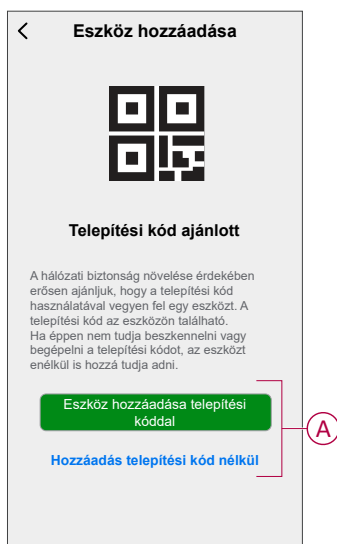 Eszköz hozzáadása
Telepítési kód ajánlott
A hálózati biztonság növelése érdekében
erősen ajánljuk, hogy a telepítési kód
használatával vegyen fel egy eszközt. A
telepítési kód az eszközön található.
Ha éppen nem tudja beszkennelni vagy
begépelni a telepítési kódot, az eszközt
enélkül is hozzá tudja adni.
Eszköz hozzáadása telepítési
kóddal
A
Hozzáadás telepítési kód nélkül